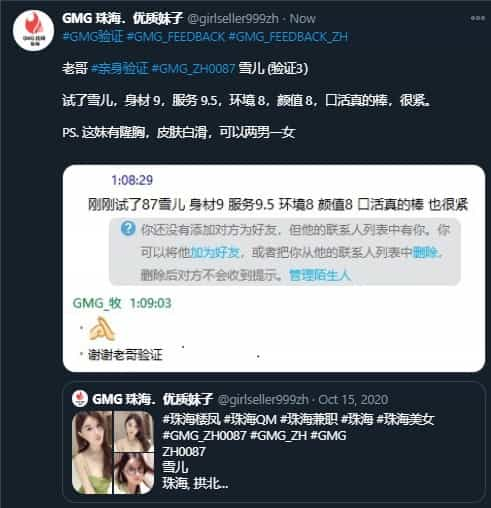 GMG 珠海.  优质妹子 @girlseller999zh · Now
#GMG验证 #GMG_FEEDBACK #GMG_FEEDBACK_ZH
老哥 #亲身验证 #GMG_ZH0087 雪儿 (验证3)
试了雪儿，身材 9，服务 9.5，环境 8，颜值 8，口活真的棒，很紧。
PS. 这妹有隆胸，皮肤白滑，可以两男一女
1:08:29
刚刚试了87雪儿 身材9 服务9.5 环境8 颜值8 口活真的棒 也很紧
你还没有添加对方为好友，但他的联系人列表中有你。你
可以将他加为好友，或者把你从他的联系人列表中删除，
删除后对方不会收到提示。管理陌生人
GMG_牧 1:09:03
谢谢老哥验证
GMG 珠海.  优质妹子 @girlseller999zh · Oct 15, 2020
#珠海楼凤 #珠海QM #珠海兼职 #珠海 #珠海美女
#GMG_ZH0087 #GMG_ZH #GMG
ZH0087
雪儿
珠海, 拱北...